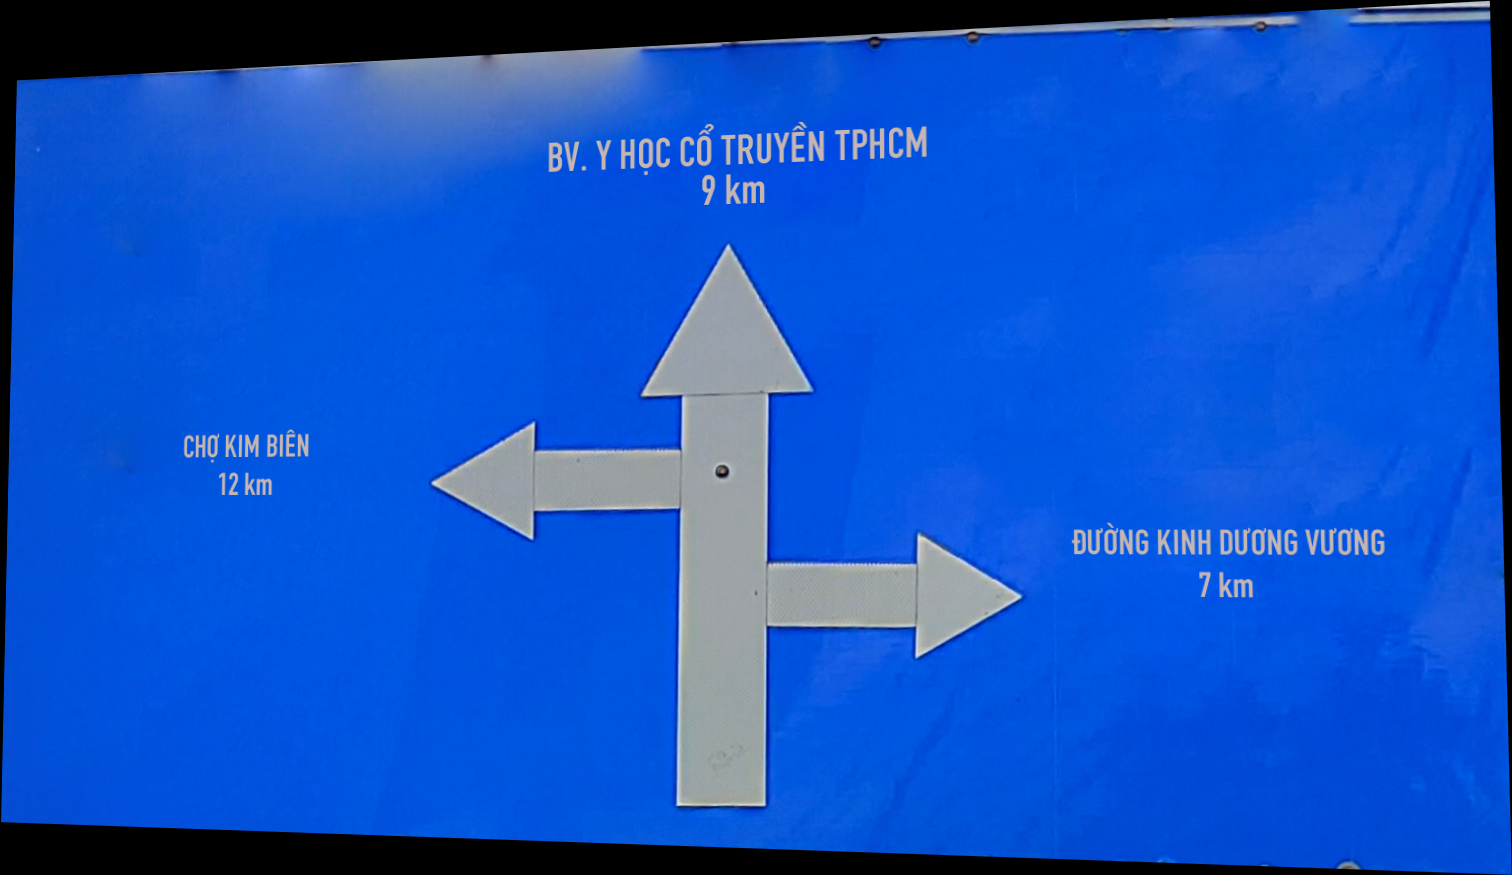 BV. Y HỌC CỔ TRUYỀN TPHCM
9 km
CHỢ KIM BIÊN
12 km
ĐƯỜNG KINH DƯƠNG VƯƠNG
7 km